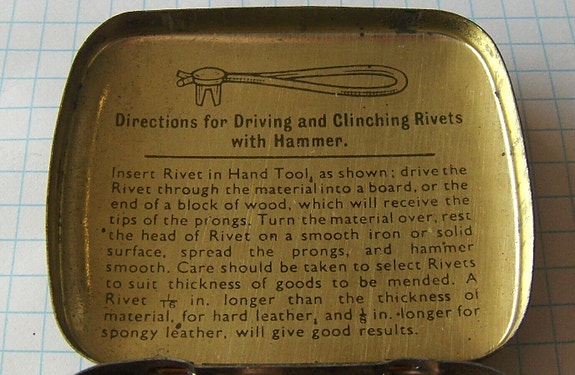 Directions for Driving and Clinching Rivets
with Hammer.
Insert Rivet in Hand Tool, as shown; drive the
Rivet through the material into a board, or the
end of a block of wood, which will receive the
tips of the prongs. Turn the material over, rest
the head of Rivet on a smooth iron or solid
surface, spread the prongs, and hammer
smooth. Care should be taken to select Rivets
to suit thickness of goods to be mended. A
Rivet 1/16 in. longer than the thickness of
material, for hard leather, and 1/8 in. longer for
spongy leather, will give good results.